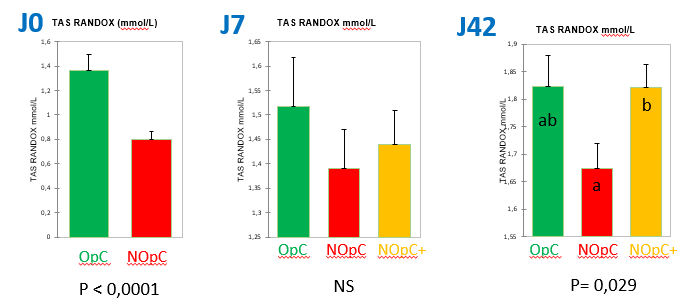 J0 TAS RANDOX (mmol/L)
TAS RANDOX mmol/L
1,6
1,4
1,2
1
0,8
0,6
0,4
0,2
0
OpC NOpC
P < 0,0001
J7 TAS RANDOX mmol/L
TAS RANDOX mmol/L
1,65
1,6
1,55
1,5
1,45
1,4
1,35
1,3
1,25
OpC NOpC NOpC+
NS
J42 TAS RANDOX mmol/L
TAS RANDOX mmol/L
1,9
1,85
1,8
1,75
1,7
1,65
1,6
1,55
ab
a
b
OpC NOpC NOpC+
P= 0,029